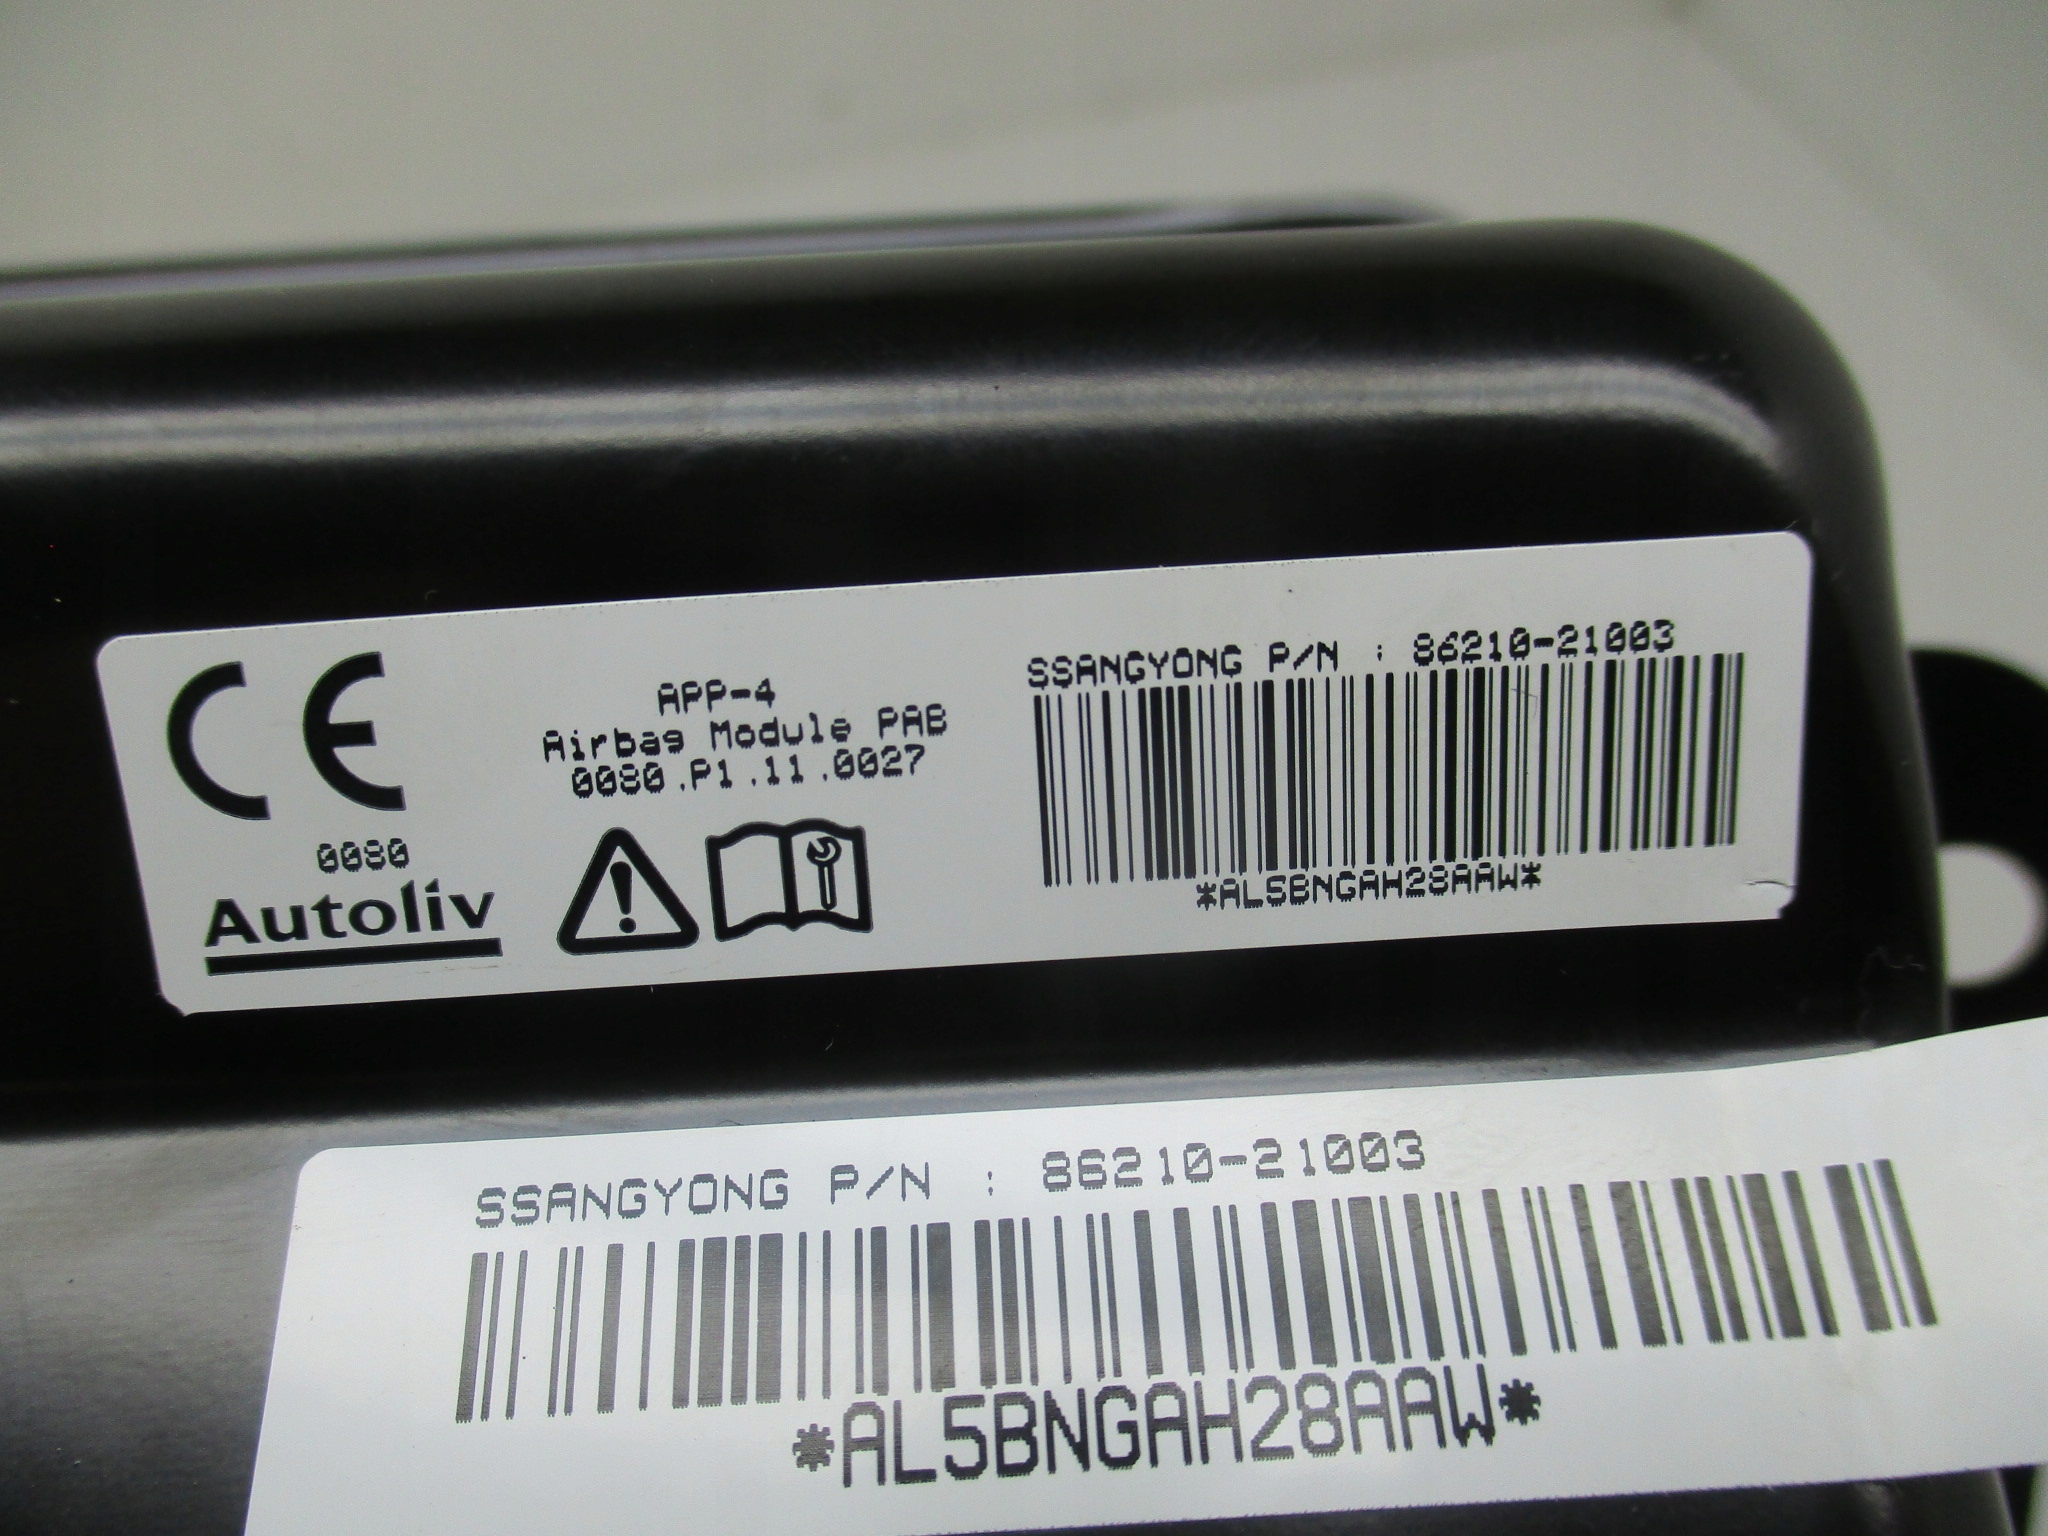 CE
0080
Autoliv
APP-4
Airbag Module PAB
0080.P1.11.0027
SSANGYONG P/N : 86210-21003
*AL5BNGAH28AAW*
SSANGYONG P/N : 86210-21003
*AL5BNGAH28AAW*